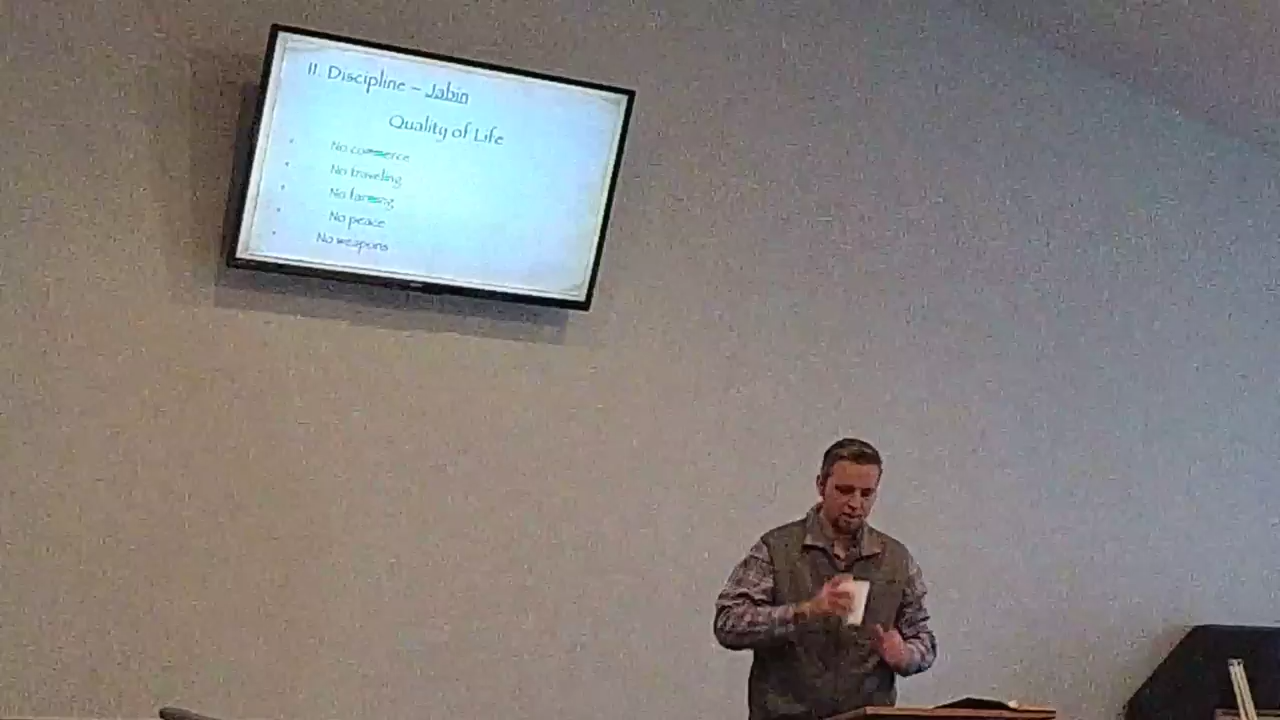 II. Discipline – Jabin
Quality of Life
No commerce
No traveling
No farming
No peace
No weapons